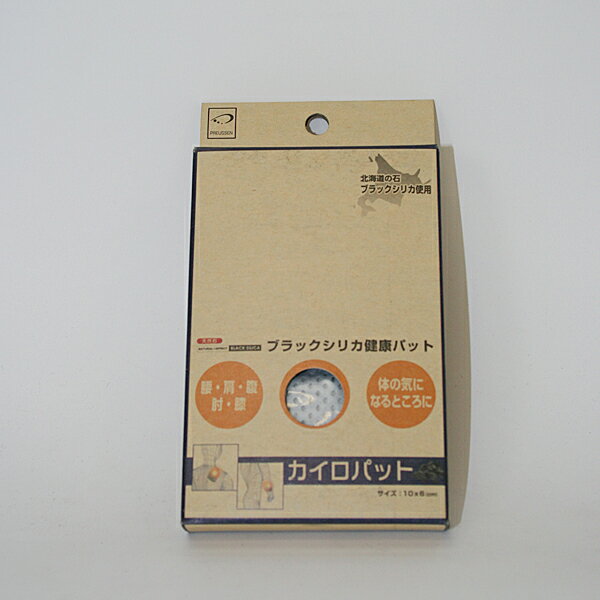 PREUSSEN
北海道の石
ブラックシリカ使用
天然石
BLACK SILICA
ブラックシリカ健康パット
腰・肩・腹
肘・膝
体の気に
なるところに
カイロパット
サイズ：10×6(cm)